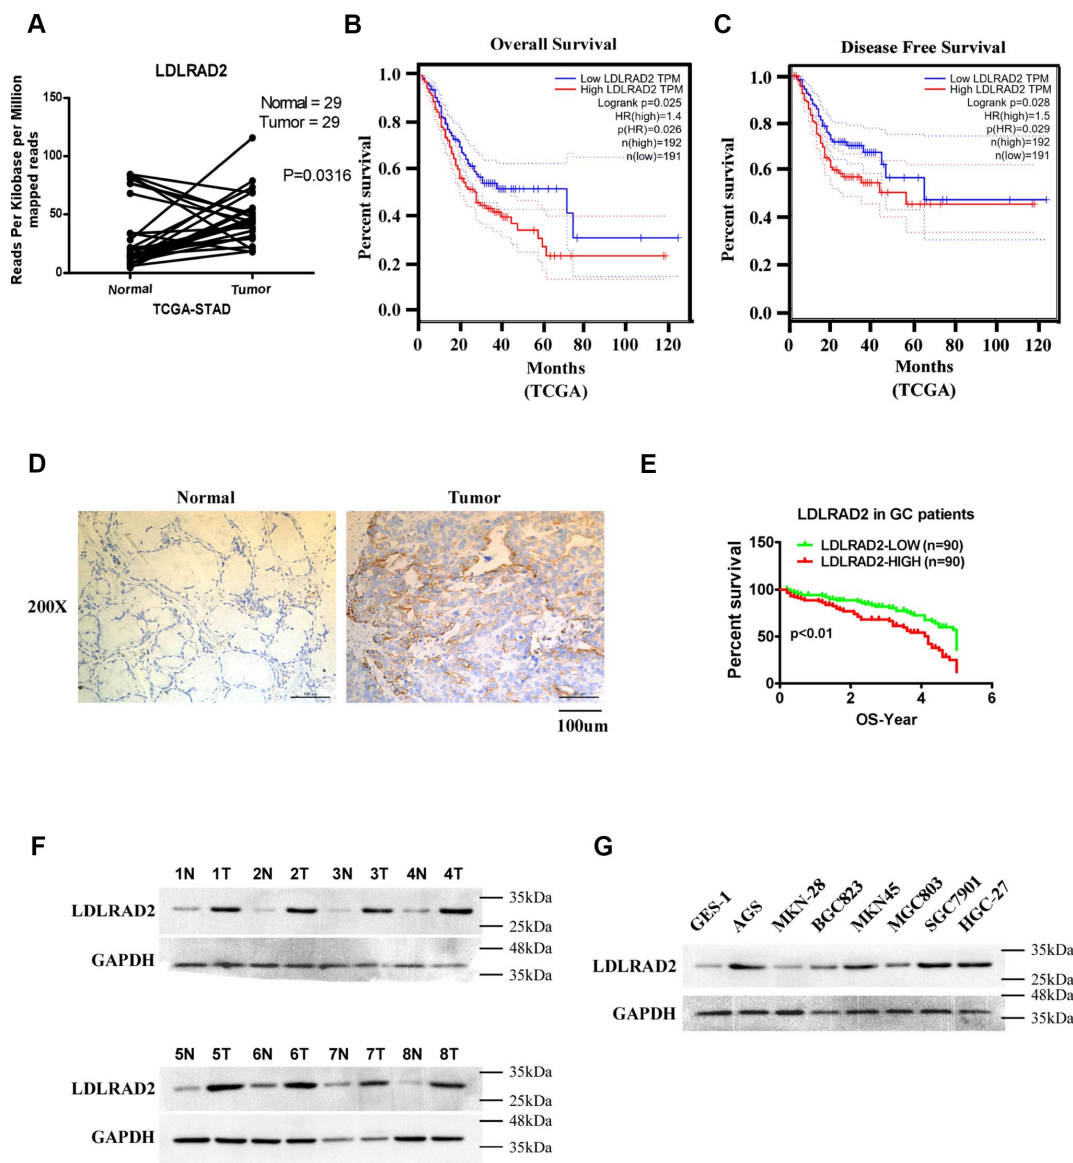 A
LDLRAD2
Reads Per Kilobase per Million
mapped reads
150
100
50
0
Normal = 29
Tumor = 29
P=0.0316
Normal
Tumor
TCGA-STAD
B
Overall Survival
Percent survival
1.0
0.8
0.6
0.4
0.2
0.0
Low LDLRAD2 TPM
High LDLRAD2 TPM
Logrank p=0.025
HR(high)=1.4
p(HR)=0.026
n(high)=192
n(low)=191
0 20 40 60 80 100 120
Months
(TCGA)
C
Disease Free Survival
Percent survival
1.0
0.8
0.6
0.4
0.2
0.0
Low LDLRAD2 TPM
High LDLRAD2 TPM
Logrank p=0.028
HR(high)=1.5
p(HR)=0.029
n(high)=192
n(low)=191
0 20 40 60 80 100 120
Months
(TCGA)
D
Normal
Tumor
200X
100um
E
LDLRAD2 in GC patients
Percent survival
150
100
50
0
LDLRAD2-LOW (n=90)
LDLRAD2-HIGH (n=90)
p<0.01
0 2 4 6
OS-Year
F
1N 1T 2N 2T 3N 3T 4N 4T
LDLRAD2
35kDa
25kDa
GAPDH
48kDa
35kDa
5N 5T 6N 6T 7N 7T 8N 8T
LDLRAD2
35kDa
25kDa
GAPDH
48kDa
35kDa
G
GES-1 AGS MKN-28 BGC823 MKN45 MGC803 SGC7901 HGC-27
LDLRAD2
35kDa
25kDa
GAPDH
48kDa
35kDa